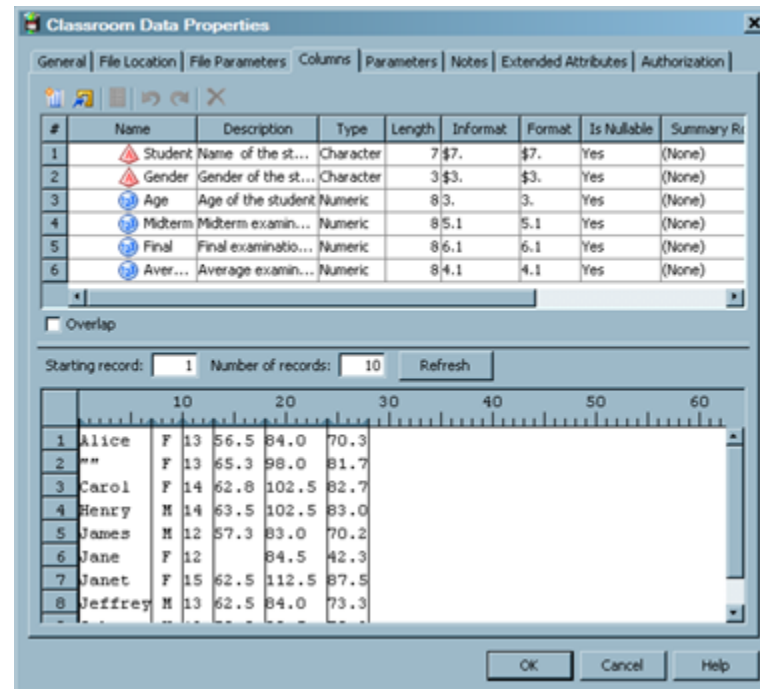 Classroom Data Properties
General File Location File Parameters Columns Parameters Notes Extended Attributes Authorization
# Name Description Type Length Informat Format Is Nullable Summary Ro
1 Student Name of the st... Character 7 $7. $7. Yes (None)
2 Gender Gender of the st... Character 3 $3. $3. Yes (None)
3 Age Age of the student Numeric 8 3. 3. Yes (None)
4 Midterm Midterm examin... Numeric 8 5.1 5.1 Yes (None)
5 Final Final examinatio... Numeric 8 6.1 6.1 Yes (None)
6 Aver... Average examin... Numeric 8 4.1 4.1 Yes (None)
Overlap
Starting record: 1 Number of records: 10 Refresh
10 20 30 40 50 60
1 Alice F 13 56.5 84.0 70.3
2 "" F 13 65.3 98.0 81.7
3 Carol F 14 62.8 102.5 82.7
4 Henry M 14 63.5 102.5 83.0
5 James M 12 57.3 83.0 70.2
6 Jane F 12 84.5 42.3
7 Janet F 15 62.5 112.5 87.5
8 Jeffrey M 13 62.5 84.0 73.3
OK Cancel Help